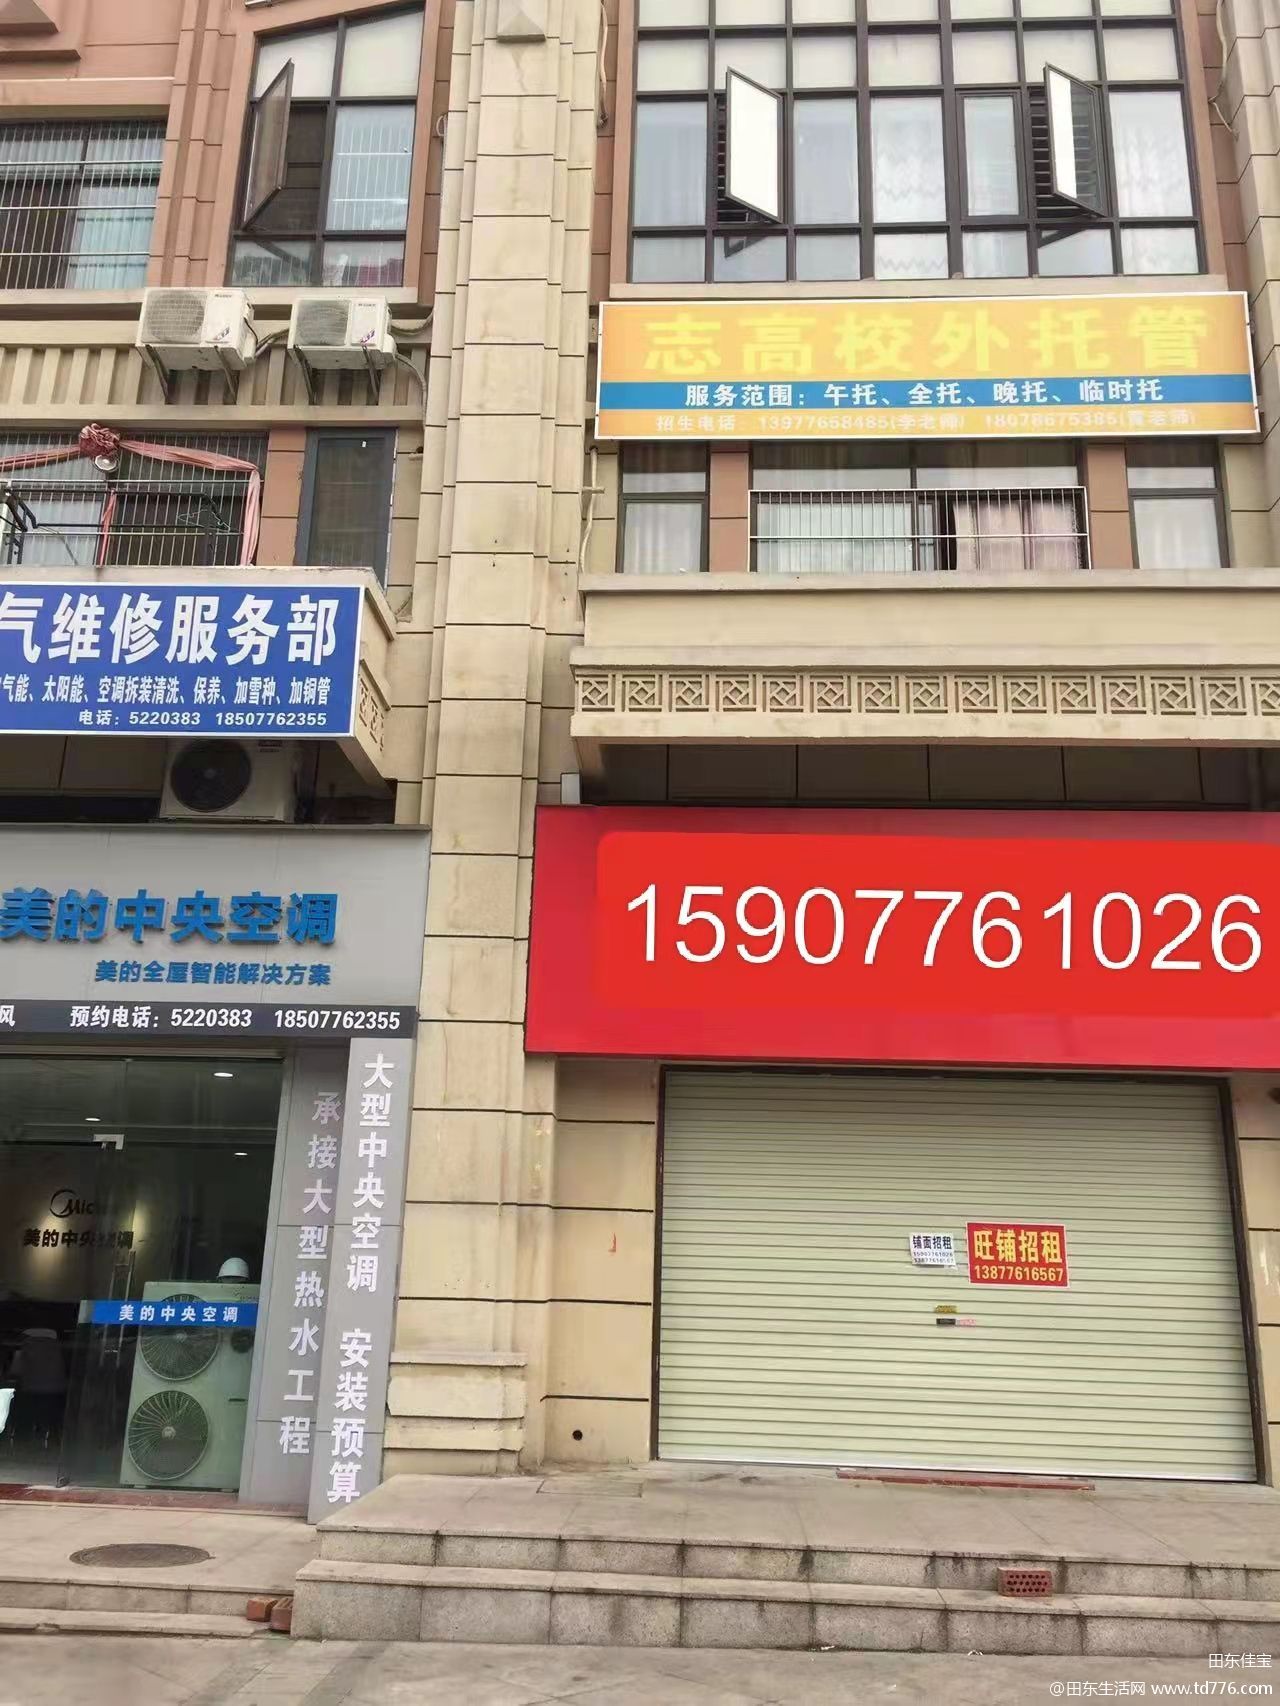 志高校外托管
服务范围：午托、全托、晚托、临时托
招生电话：13977658485(李老师) 18078675385(黄老师)
气维修服务部
气能、太阳能、空调拆装清洗、保养、加雪种、加铜管
电话：5220383 18507762355
美的中央空调
美的全屋智能解决方案
风 预约电话：5220383 18507762355
15907761026
大型中央空调 安装预算
承接大型热水工程
美的中央空调
美的中央空调
铺面招租
15907761026
13877616567
旺铺招租
13877616567
田东佳宝
@田东生活网 www.td776.com